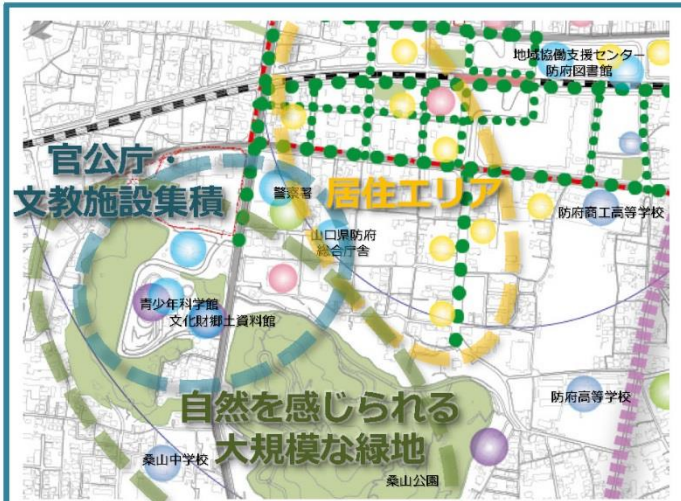 地域協働支援センター
防府図書館
官公庁・
文教施設集積
警察署
居住エリア
防府商工高等学校
山口県防府
総合庁舎
青少年科学館
文化財郷土資料館
防府高等学校
自然を感じられる
大規模な緑地
桑山中学校
桑山公園